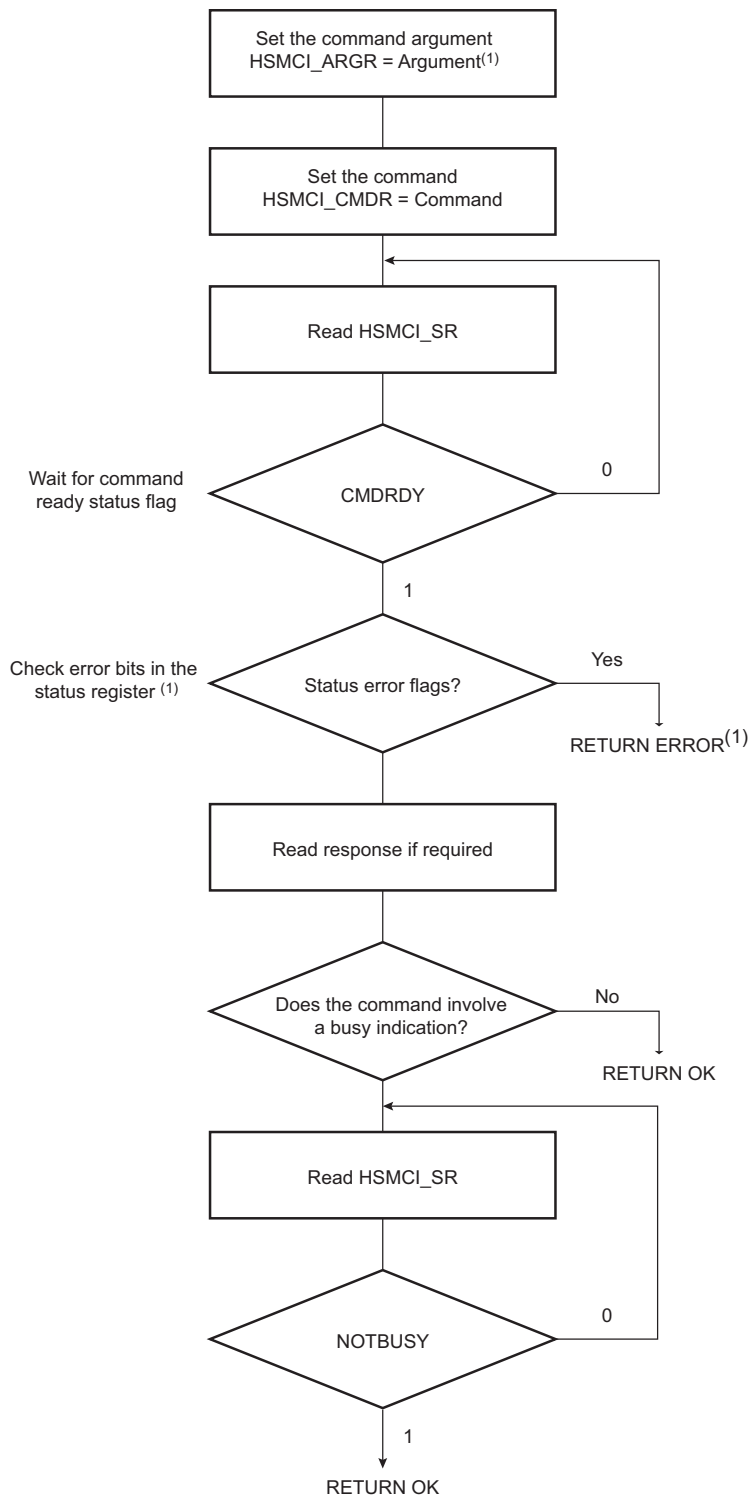 Set the command argument
HSMCI_ARGR = Argument(1)
Set the command
HSMCI_CMDR = Command
Read HSMCI_SR
Wait for command
ready status flag
CMDRDY
0
1
Check error bits in the
status register (1)
Status error flags?
Yes
RETURN ERROR(1)
Read response if required
Does the command involve
a busy indication?
No
RETURN OK
Read HSMCI_SR
NOTBUSY
0
1
RETURN OK